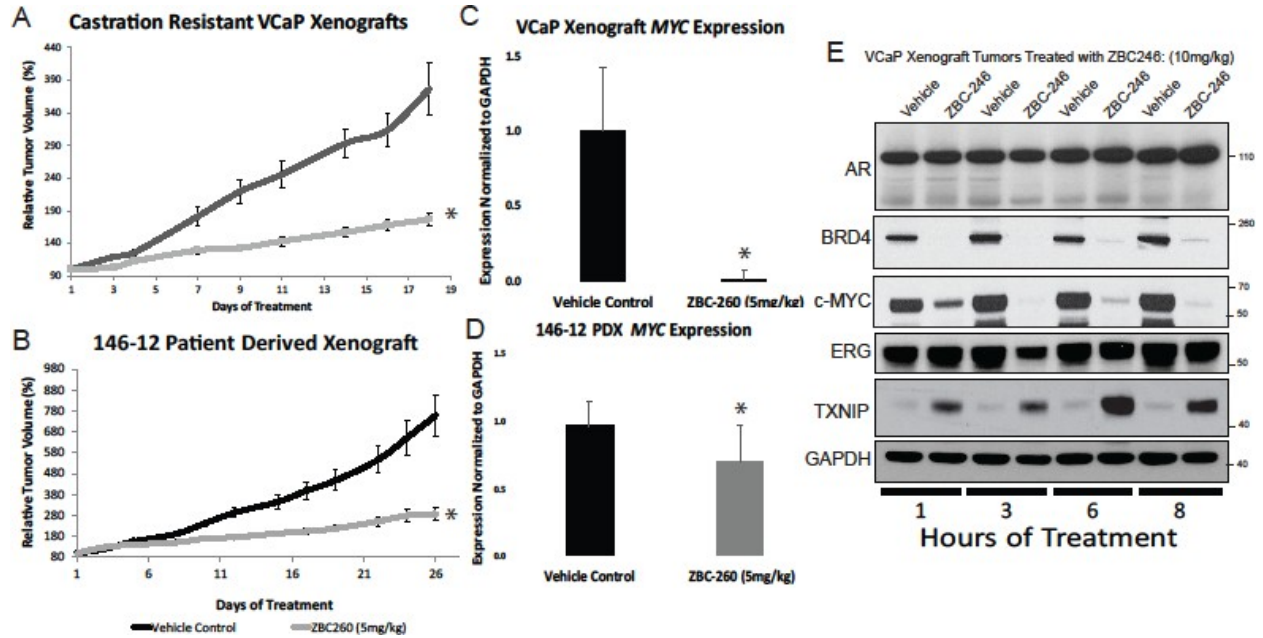 A
Castration Resistant VCaP Xenografts
Relative Tumor Volume (%)
440
390
340
290
240
190
140
90
*
1 3 5 7 9 11 13 15 17 19
Days of Treatment
B
146-12 Patient Derived Xenograft
Relative Tumor Volume (%)
980
880
780
680
580
480
380
280
180
80
*
1 6 11 16 21 26
Days of Treatment
Vehicle Control ZBC260 (5mg/kg)
C
VCaP Xenograft MYC Expression
Expression Normalized to GAPDH
1.5
1.0
0.5
0.0
*
Vehicle Control ZBC-260 (5mg/kg)
D
146-12 PDX MYC Expression
Expression Normalized to GAPDH
1.5
1.0
0.5
0.0
*
Vehicle Control ZBC-260 (5mg/kg)
E
VCaP Xenograft Tumors Treated with ZBC246: (10mg/kg)
Vehicle ZBC-246 Vehicle ZBC-246 Vehicle ZBC-246 Vehicle ZBC-246
AR 110
BRD4 260
c-MYC 70
50
ERG 50
TXNIP 40
GAPDH 40
1 3 6 8
Hours of Treatment